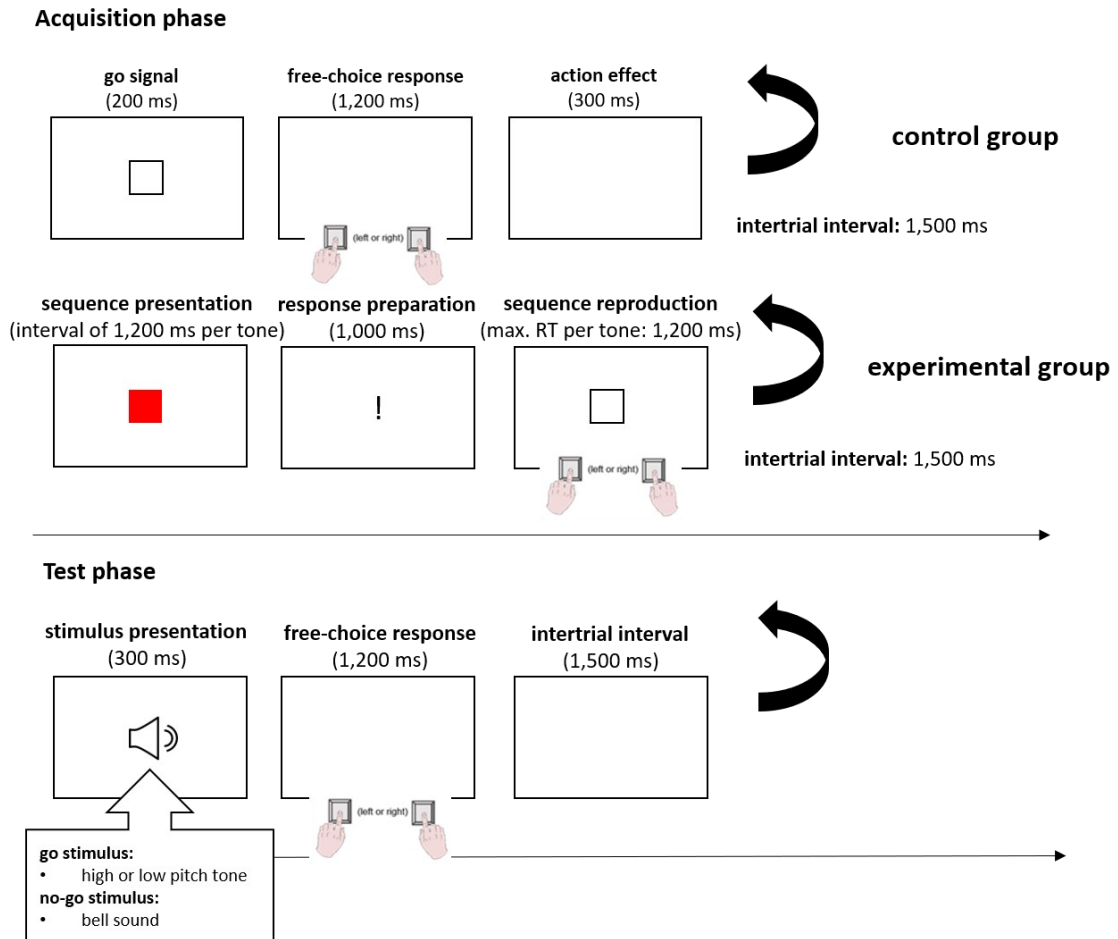 Acquisition phase
go signal
(200 ms)
free-choice response
(1,200 ms)
action effect
(300 ms)
control group
(left or right)
intertrial interval: 1,500 ms
sequence presentation
(interval of 1,200 ms per tone)
response preparation
(1,000 ms)
sequence reproduction
(max. RT per tone: 1,200 ms)
!
experimental group
(left or right)
intertrial interval: 1,500 ms
Test phase
stimulus presentation
(300 ms)
free-choice response
(1,200 ms)
intertrial interval
(1,500 ms)
(left or right)
go stimulus:
• high or low pitch tone
no-go stimulus:
• bell sound